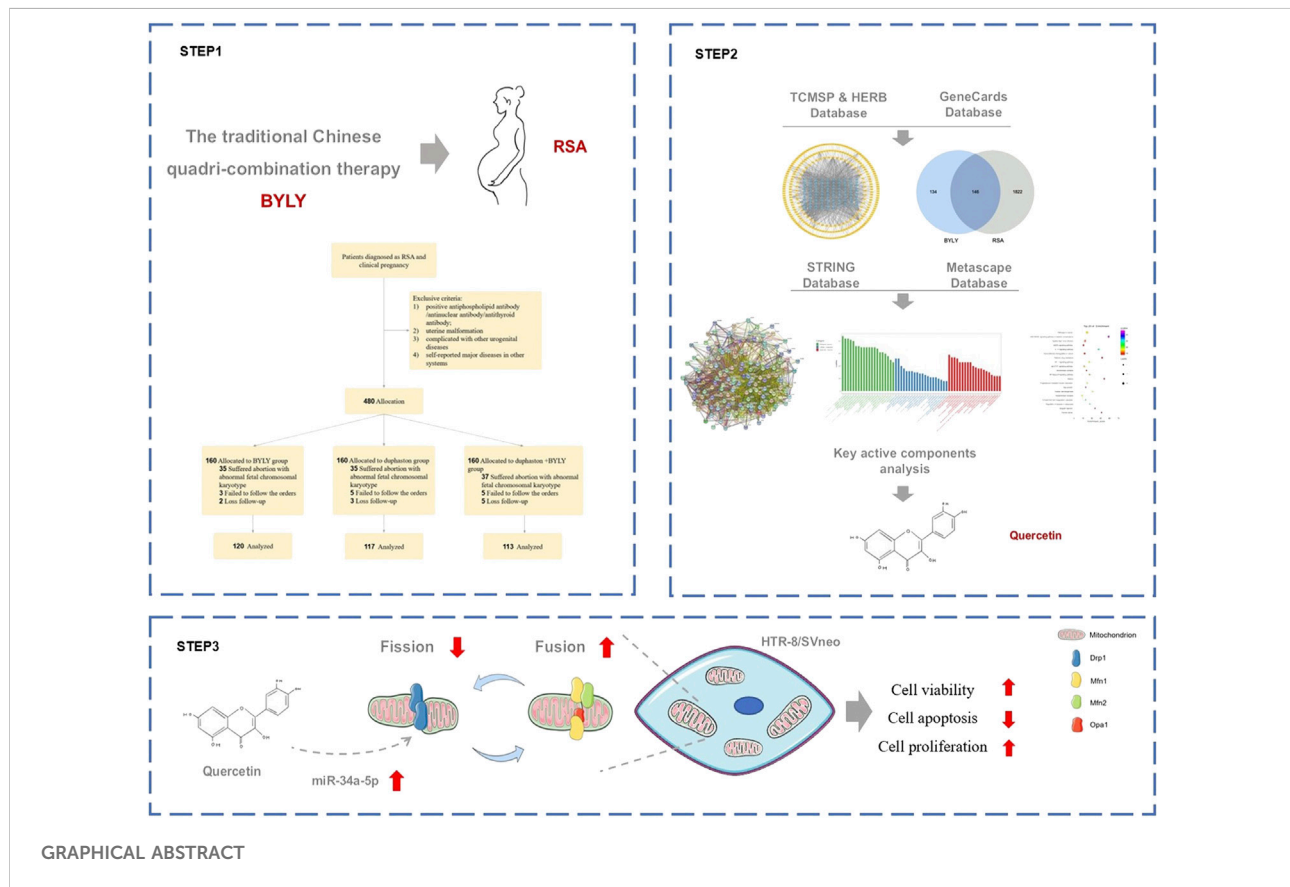 STEP1
The traditional Chinese
quadri-combination therapy
BYLY
RSA
Patients diagnosed as RSA and
clinical pregnancy
Exclusive criteria:
1) positive antiphospholipid antibody
/antinuclear antibody/antithyroid
antibody;
2) uterine malformation
3) complicated with other urogenital
diseases
4) self-reported major diseases in other
systems
480 Allocation
160 Allocated to BYLY group
35 Suffered abortion with
abnormal fetal chromosomal
karyotype
3 Failed to follow the orders
2 Loss follow-up
160 Allocated to duphaston group
35 Suffered abortion with
abnormal fetal chromosomal
karyotype
5 Failed to follow the orders
3 Loss follow-up
160 Allocated to duphaston +BYLY
group
37 Suffered abortion with
abnormal fetal chromosomal
karyotype
5 Failed to follow the orders
5 Loss follow-up
120 Analyzed
117 Analyzed
113 Analyzed
STEP2
TCMSP & HERB
Database
GeneCards
Database
134
1822
BYLY
RSA
STRING
Database
Metascape
Database
Key active components
analysis
Quercetin
STEP3
Fission
Fusion
HTR-8/SVneo
Quercetin
miR-34a-5p
Cell viability
Cell apoptosis
Cell proliferation
Mitochondrion
Drp1
Mfn1
Mfn2
Opa1
GRAPHICAL ABSTRACT